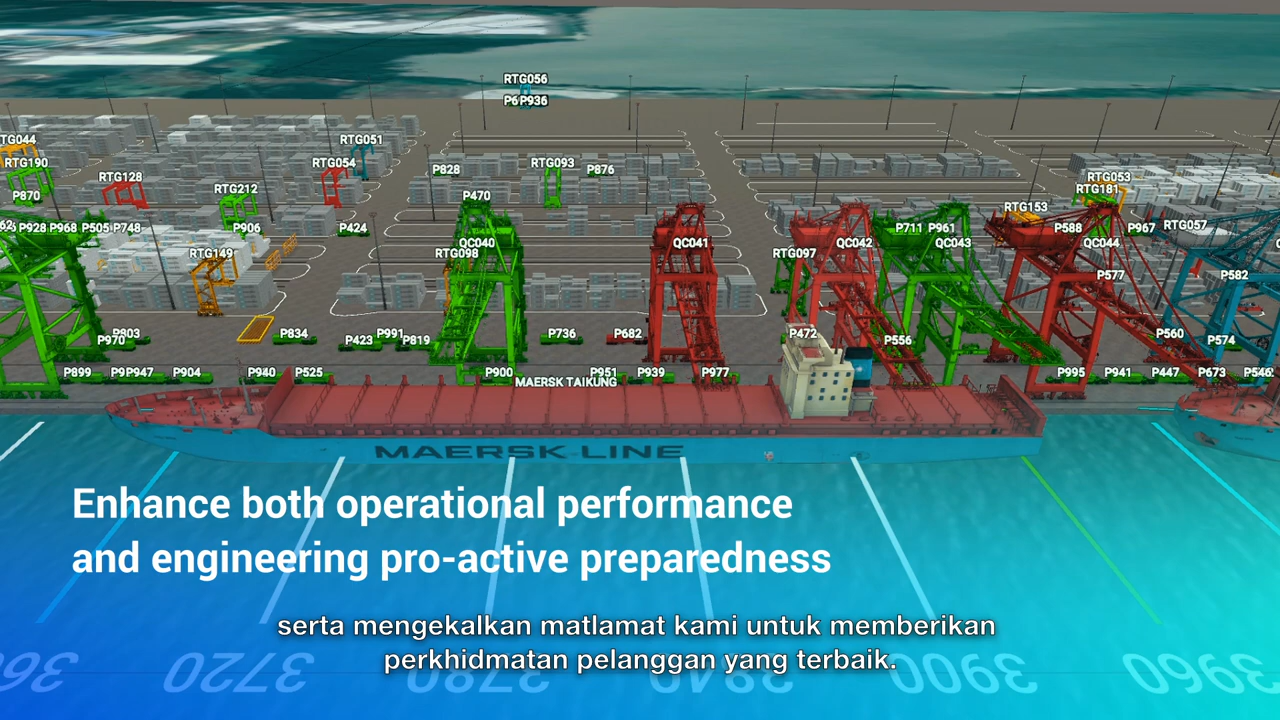 RTG056
P936
RTG044
RTG051
RTG190
RTG054
P828
RTG093
P876
RTG128
RTG053
RTG212
RTG181
P870
P470
RTG153
P928
P968
P505
P748
P906
P424
P711
P961
P588
P967
RTG057
QC040
QC041
QC042
QC043
QC044
RTG149
RTG098
RTG097
P577
P582
P803
P970
P834
P423
P991
P819
P736
P682
P472
P556
P560
P574
P899
P947
P904
P940
P525
P900
P951
P939
P977
P995
P941
P447
P673
MAERSK TAIKUNG
MAERSK LINE
Enhance both operational performance
and engineering pro-active preparedness
serta mengekalkan matlamat kami untuk memberikan
perkhidmatan pelanggan yang terbaik.
3720
3780
3840
3900
3960